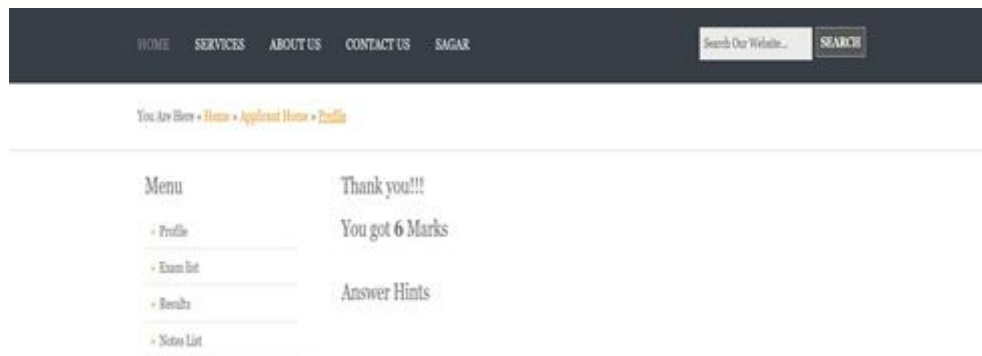 HOME SERVICES ABOUT US CONTACT US SAGAR
Search Our Website... SEARCH
You Are Here » Home » Applicant Home » Profile
Menu
» Profile
» Exam list
» Results
» Notes List
Thank you!!!
You got 6 Marks
Answer Hints